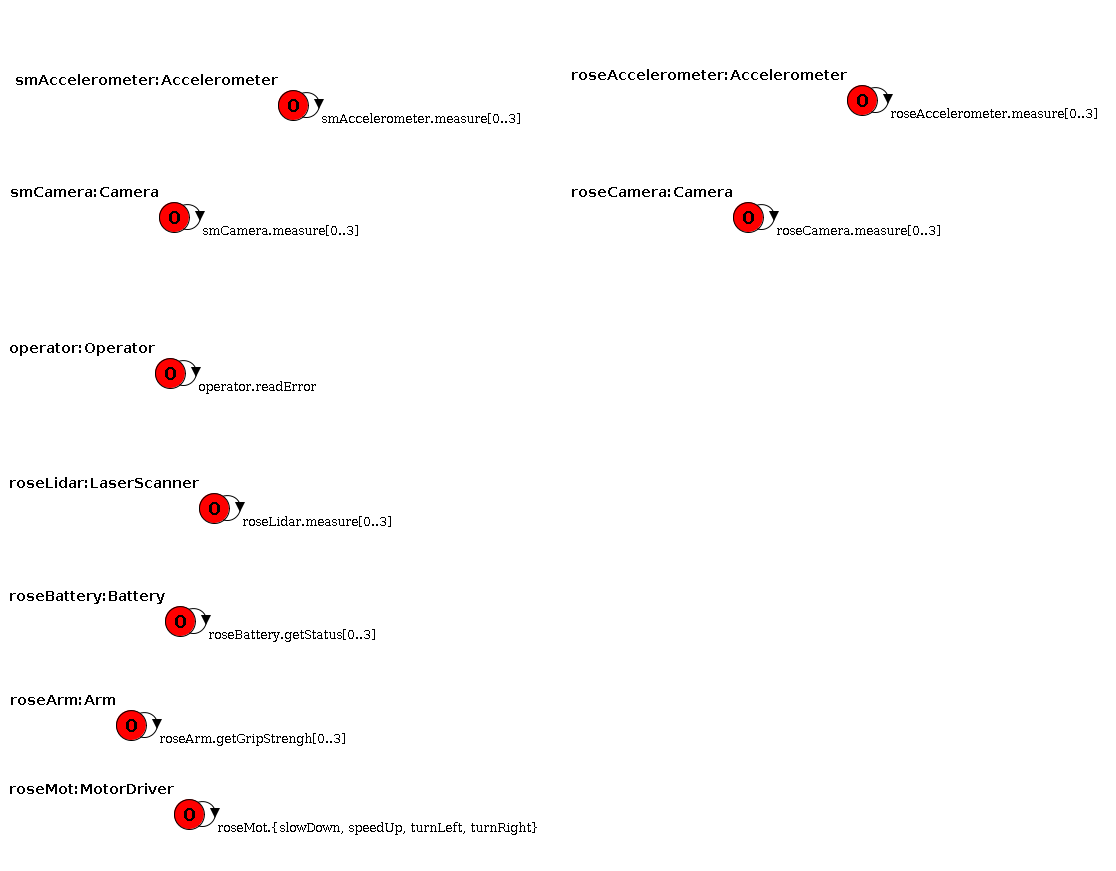 smAccelerometer:Accelerometer
0
smAccelerometer.measure[0..3]
roseAccelerometer:Accelerometer
0
roseAccelerometer.measure[0..3]
smCamera:Camera
0
smCamera.measure[0..3]
roseCamera:Camera
0
roseCamera.measure[0..3]
operator:Operator
0
operator.readError
roseLidar:LaserScanner
0
roseLidar.measure[0..3]
roseBattery:Battery
0
roseBattery.getStatus[0..3]
roseArm:Arm
0
roseArm.getGripStrengh[0..3]
roseMot:MotorDriver
0
roseMot.{slowDown, speedUp, turnLeft, turnRight}